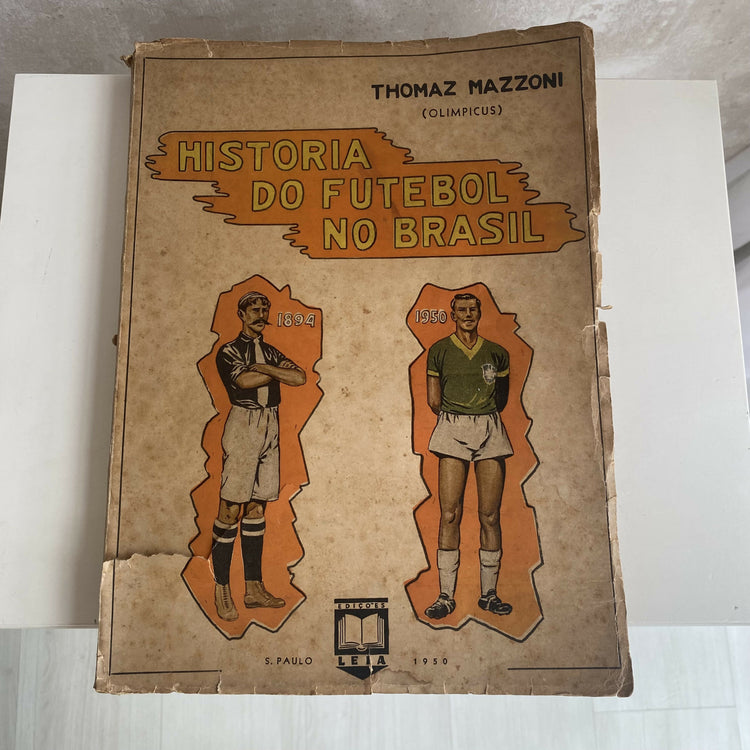 THOMAZ MAZZONI
(OLIMPICUS)
HISTORIA
DO FUTEBOL
NO BRASIL
1894
1950
EDIÇÕES
LEIA
S. PAULO
1950